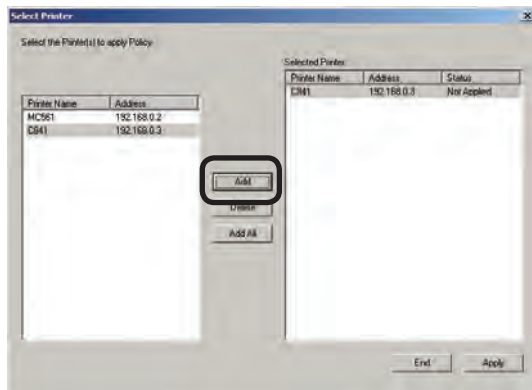 Select Printer
Select the Printer(s) to apply Policy
Selected Printer
Printer Name Address Status
C841 192.168.0.3 Not Applied
Printer Name Address
MC561 192.168.0.2
C841 192.168.0.3
Add
Delete
Add All
End Apply